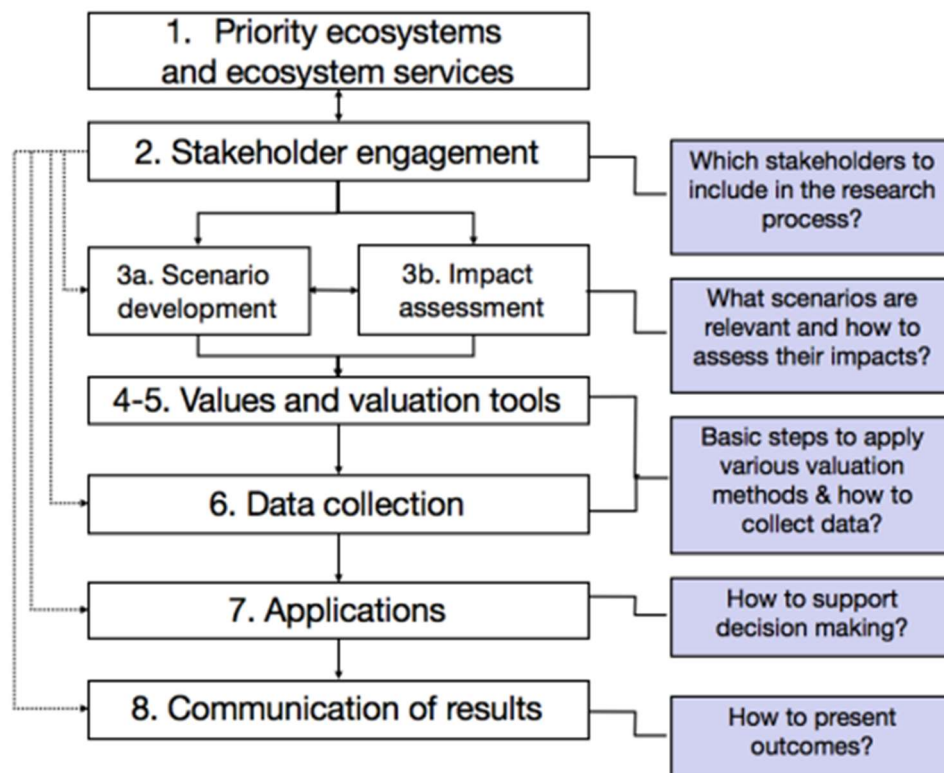 1. Priority ecosystems
and ecosystem services
2. Stakeholder engagement
Which stakeholders to
include in the research
process?
3a. Scenario
development
3b. Impact
assessment
What scenarios are
relevant and how to
assess their impacts?
4-5. Values and valuation tools
Basic steps to apply
various valuation
methods & how to
collect data?
6. Data collection
7. Applications
How to support
decision making?
8. Communication of results
How to present
outcomes?